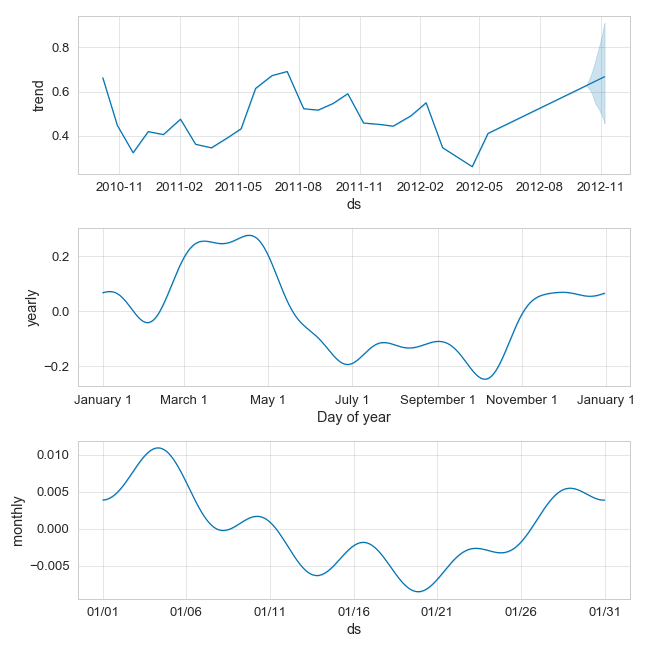 trend
0.8
0.6
0.4
2010-11 2011-02 2011-05 2011-08 2011-11 2012-02 2012-05 2012-08 2012-11
ds
yearly
0.2
0.0
−0.2
January 1 March 1 May 1 July 1 September 1 November 1 January 1
Day of year
monthly
0.010
0.005
0.000
−0.005
01/01 01/06 01/11 01/16 01/21 01/26 01/31
ds